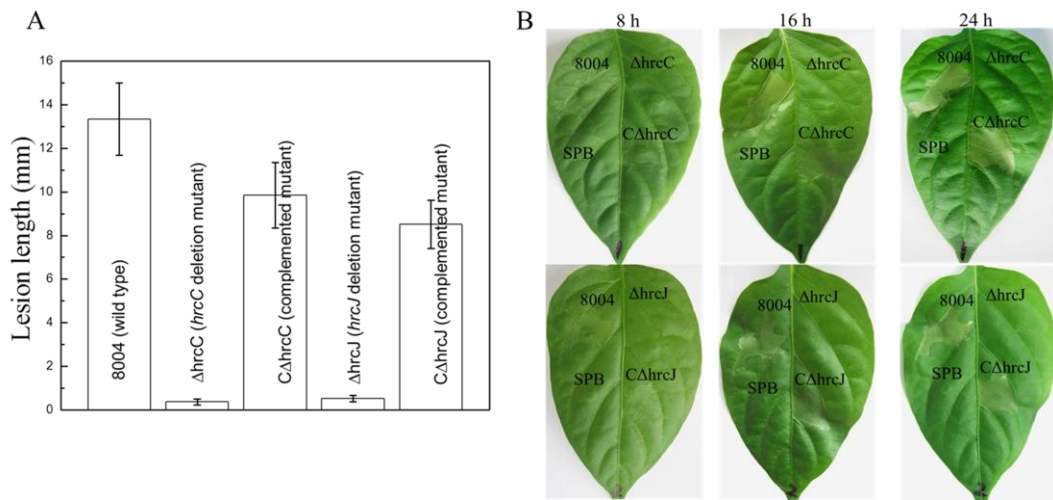 A
Lesion length (mm)
16
14
12
10
8
6
4
2
0
8004 (wild type)
ΔhrcC (hrcC deletion mutant)
CΔhrcC (complemented mutant)
ΔhrcJ (hrcJ deletion mutant)
CΔhrcJ (complemented mutant)
B
8 h
16 h
24 h
8004 ΔhrcC
CΔhrcC
SPB
8004 ΔhrcC
CΔhrcC
SPB
8004 ΔhrcC
CΔhrcC
SPB
8004 ΔhrcJ
SPB CΔhrcJ
8004 ΔhrcJ
SPB CΔhrcJ
8004 ΔhrcJ
SPB CΔhrcJ